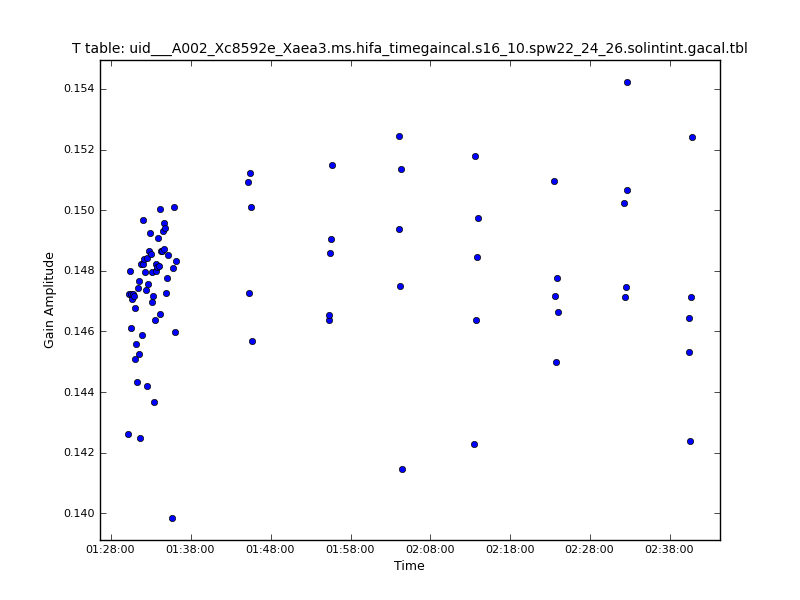 T table: uid___A002_Xc8592e_Xaea3.ms.hifa_timegaincal.s16_10.spw22_24_26.solintint.gacal.tbl
0.154
0.152
0.150
0.148
0.146
0.144
0.142
0.140
Gain Amplitude
01:28:00 01:38:00 01:48:00 01:58:00 02:08:00 02:18:00 02:28:00 02:38:00
Time